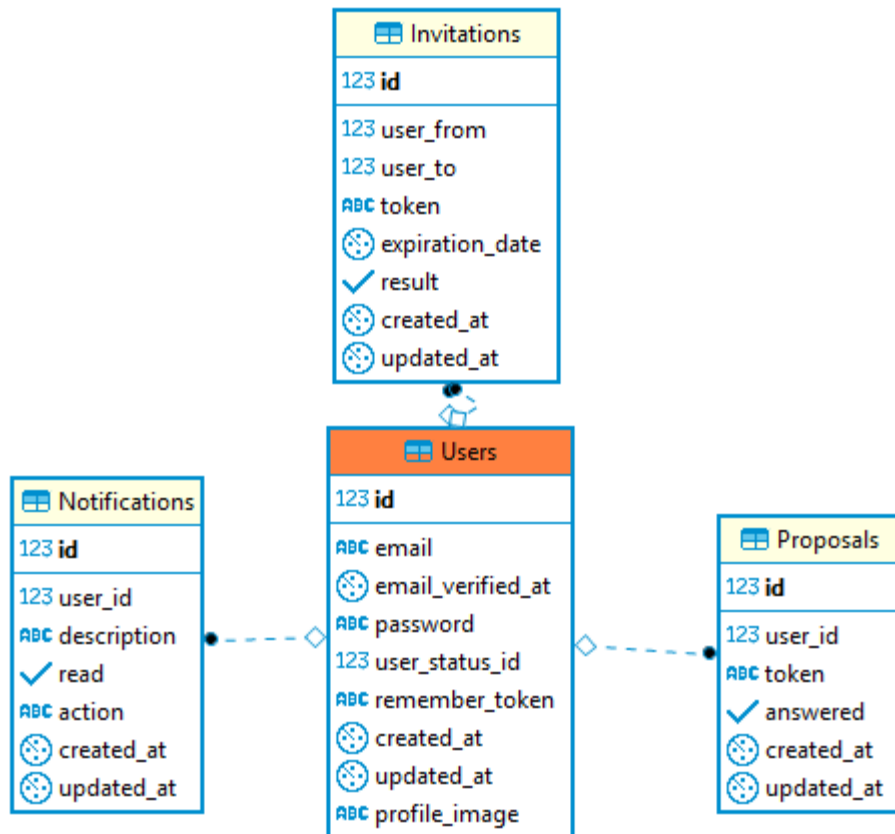 Invitations
123 id
123 user_from
123 user_to
ABC token
expiration_date
result
created_at
updated_at
Notifications
123 id
123 user_id
ABC description
read
ABC action
created_at
updated_at
Users
123 id
ABC email
email_verified_at
ABC password
123 user_status_id
ABC remember_token
created_at
updated_at
ABC profile_image
Proposals
123 id
123 user_id
ABC token
answered
created_at
updated_at